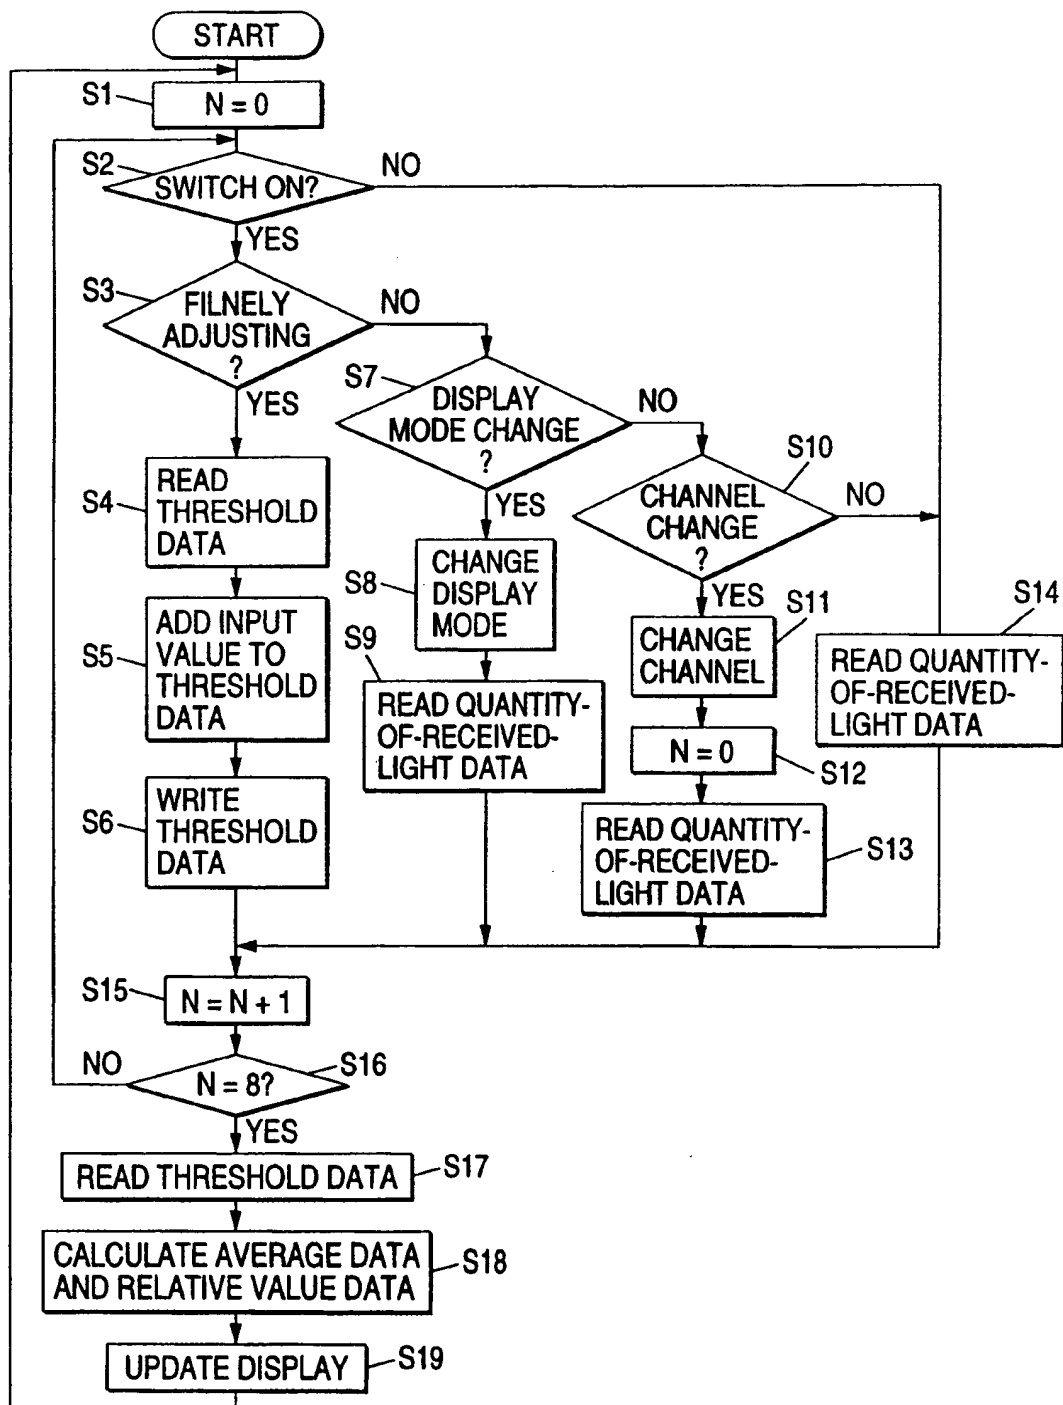 START
S1
N = 0
S2
SWITCH ON?
NO
YES
S3
FILNELY
ADJUSTING
?
NO
YES
S7
DISPLAY
MODE CHANGE
?
NO
YES
S10
CHANNEL
CHANGE
?
NO
YES
S4
READ
THRESHOLD
DATA
S8
CHANGE
DISPLAY
MODE
S11
CHANGE
CHANNEL
S14
READ QUANTITY-
OF-RECEIVED-
LIGHT DATA
S5
ADD INPUT
VALUE TO
THRESHOLD
DATA
S9
READ QUANTITY-
OF-RECEIVED-
LIGHT DATA
N = 0
S12
S6
WRITE
THRESHOLD
DATA
READ QUANTITY-
OF-RECEIVED-
LIGHT DATA
S13
S15
N = N + 1
NO
N = 8?
S16
YES
READ THRESHOLD DATA
S17
CALCULATE AVERAGE DATA
AND RELATIVE VALUE DATA
S18
UPDATE DISPLAY
S19